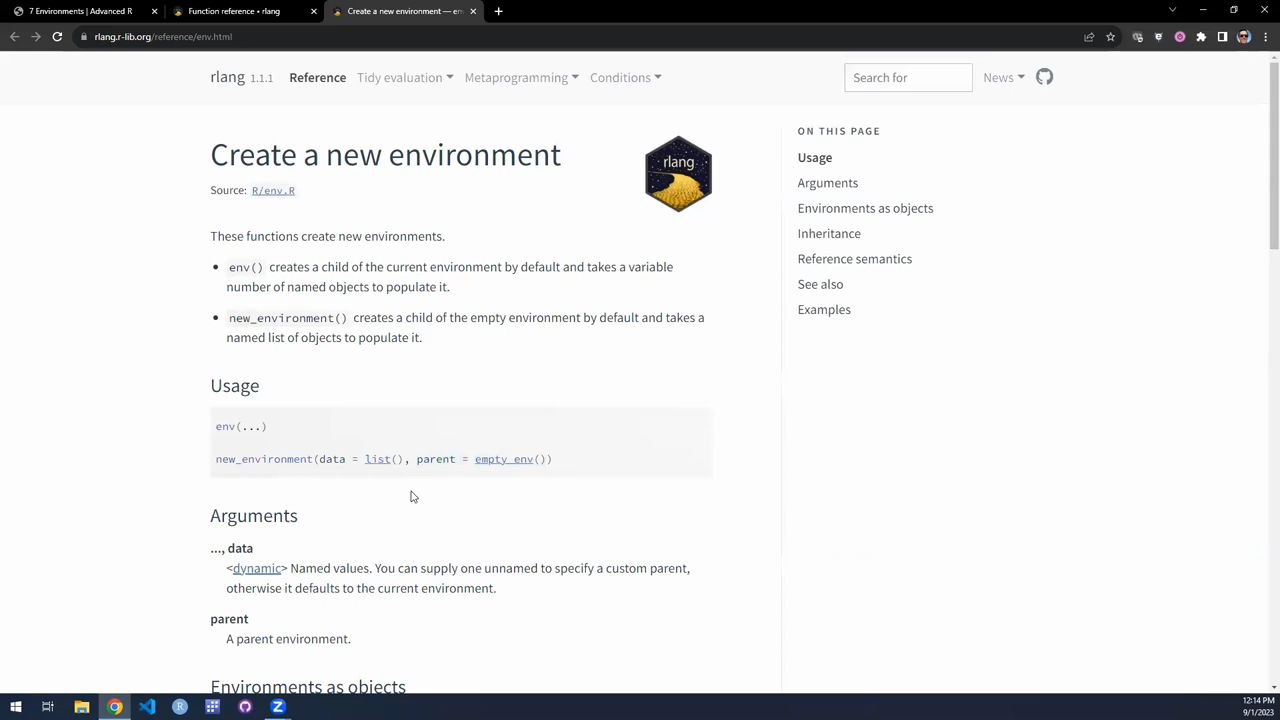 7 Environments | Advanced R
Function reference • rlang
Create a new environment — en
rlang.r-lib.org/reference/env.html
rlang 1.1.1 Reference Tidy evaluation Metaprogramming Conditions Search for News
Create a new environment
rlang
Source: R/env.R
These functions create new environments.
• env() creates a child of the current environment by default and takes a variable
number of named objects to populate it.
• new_environment() creates a child of the empty environment by default and takes a
named list of objects to populate it.
Usage
env(...)
new_environment(data = list(), parent = empty_env())
Arguments
..., data
<dynamic> Named values. You can supply one unnamed to specify a custom parent,
otherwise it defaults to the current environment.
parent
A parent environment.
Environments as objects
ON THIS PAGE
Usage
Arguments
Environments as objects
Inheritance
Reference semantics
See also
Examples
12:14 PM
9/1/2023